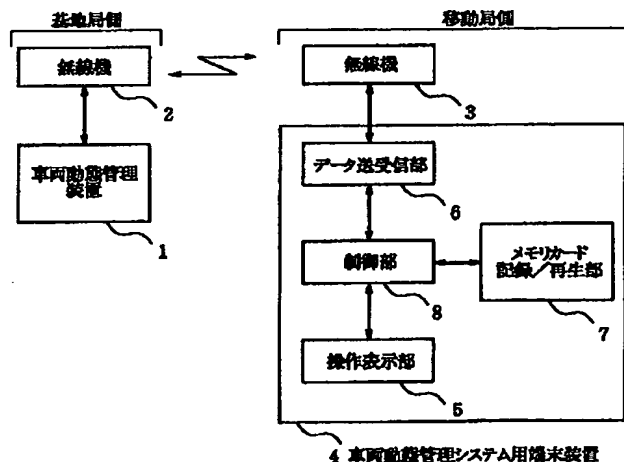 基地局側
移動局側
無線機
2
無線機
3
車両動態管理
装置
1
データ送受信部
6
制御部
8
メモリカード
記録／再生部
7
操作表示部
5
4 車両動態管理システム用端末装置